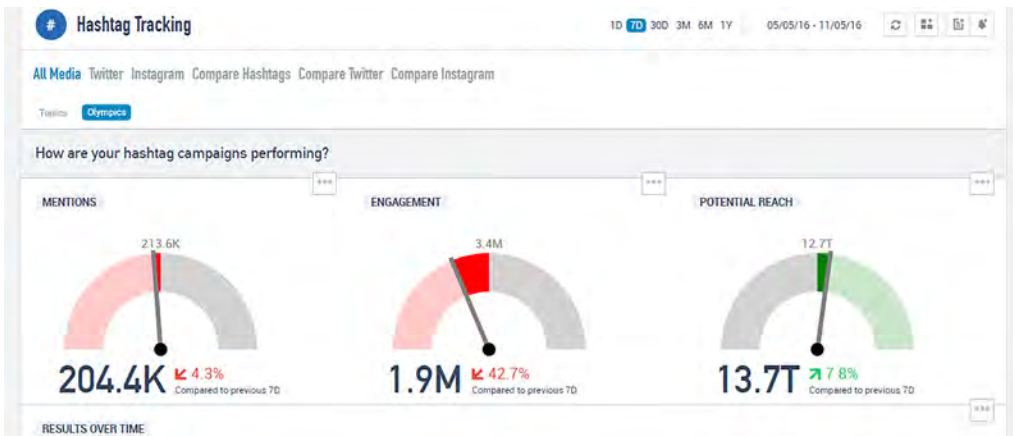 # Hashtag Tracking
1D 7D 30D 3M 6M 1Y 05/05/16 - 11/05/16
All Media Twitter Instagram Compare Hashtags Compare Twitter Compare Instagram
Topics Olympics
How are your hashtag campaigns performing?
MENTIONS
213.6K
204.4K 4.3%
Compared to previous 7D
ENGAGEMENT
3.4M
1.9M 42.7%
Compared to previous 7D
POTENTIAL REACH
12.7T
13.7T 7.8%
Compared to previous 7D
RESULTS OVER TIME